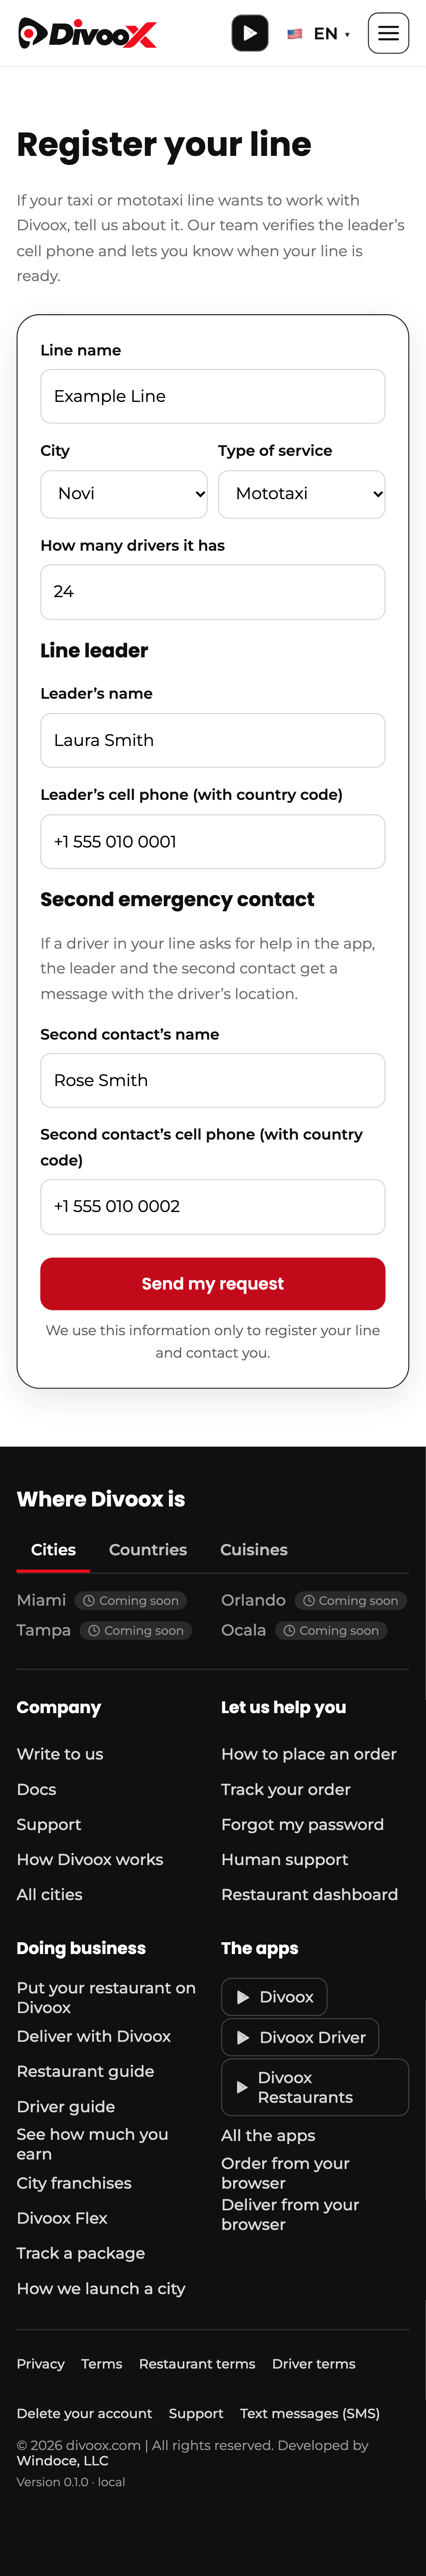 DivooX
EN
Register your line
If your taxi or mototaxi line wants to work with
Divoox, tell us about it. Our team verifies the leader’s
cell phone and lets you know when your line is
ready.
Line name
Example Line
City
Type of service
Novi
Mototaxi
How many drivers it has
24
Line leader
Leader’s name
Laura Smith
Leader’s cell phone (with country code)
+1 555 010 0001
Second emergency contact
If a driver in your line asks for help in the app,
the leader and the second contact get a
message with the driver’s location.
Second contact’s name
Rose Smith
Second contact’s cell phone (with country
code)
+1 555 010 0002
Send my request
We use this information only to register your line
and contact you.
Where Divoox is
Cities Countries Cuisines
Miami Coming soon
Orlando Coming soon
Tampa Coming soon
Ocala Coming soon
Company
Write to us
Docs
Support
How Divoox works
All cities
Let us help you
How to place an order
Track your order
Forgot my password
Human support
Restaurant dashboard
Doing business
Put your restaurant on
Divoox
Deliver with Divoox
Restaurant guide
Driver guide
See how much you
earn
City franchises
Divoox Flex
Track a package
How we launch a city
The apps
Divoox
Divoox Driver
Divoox
Restaurants
All the apps
Order from your
browser
Deliver from your
browser
Privacy Terms Restaurant terms Driver terms
Delete your account Support Text messages (SMS)
© 2026 divoox.com | All rights reserved. Developed by
Windoce, LLC
Version 0.1.0 · local